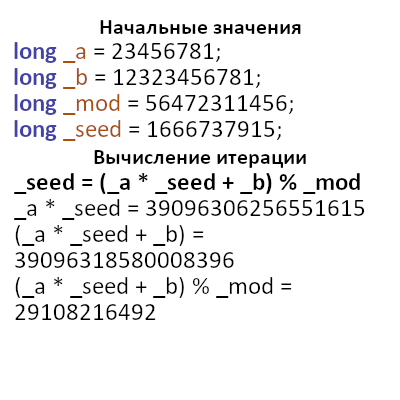 Начальные значения
long _a = 23456781;
long _b = 12323456781;
long _mod = 56472311456;
long _seed = 1666737915;
Вычисление итерации
_seed = (_a * _seed + _b) % _mod
_a * _seed = 39096306256551615
(_a * _seed + _b) =
39096318580008396
(_a * _seed + _b) % _mod =
29108216492